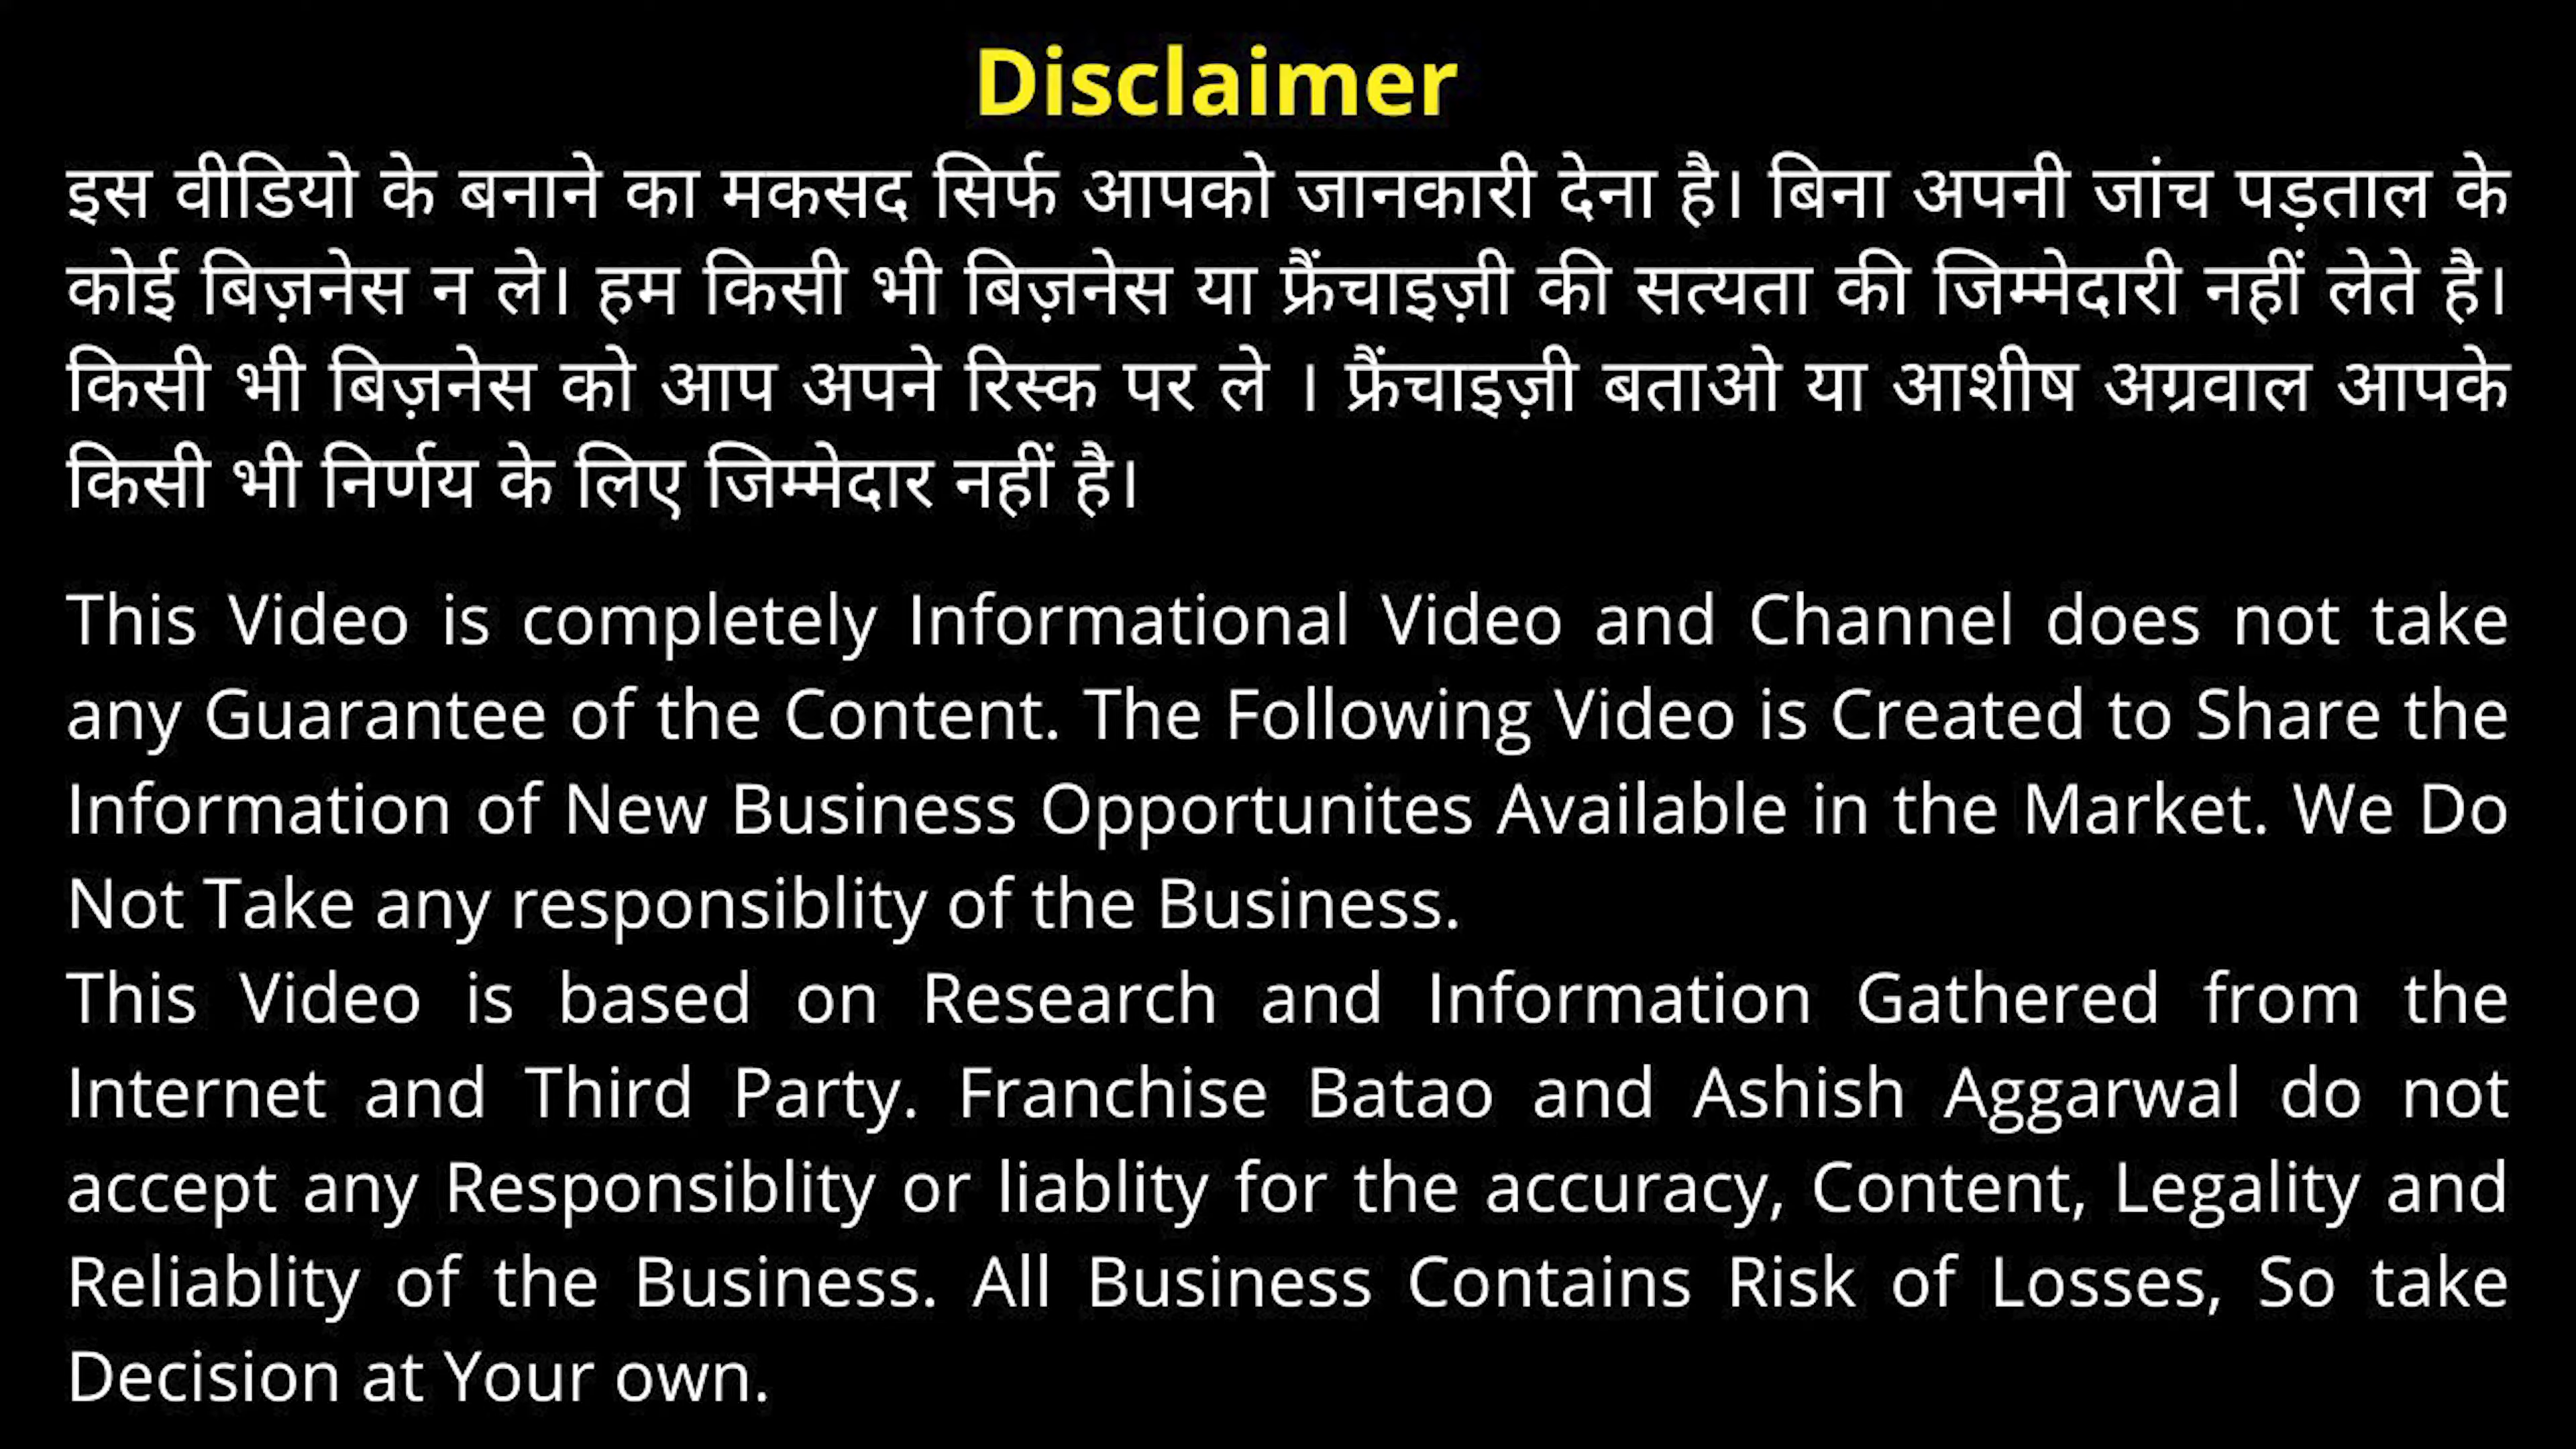 Disclaimer
इस वीडियो के बनाने का मकसद सिर्फ आपको जानकारी देना है। बिना अपनी जांच पड़ताल के
कोई बिज़नेस न ले। हम किसी भी बिज़नेस या फ्रैंचाइज़ी की सत्यता की जिम्मेदारी नहीं लेते है।
किसी भी बिज़नेस को आप अपने रिस्क पर ले । फ्रैंचाइज़ी बताओ या आशीष अग्रवाल आपके
किसी भी निर्णय के लिए जिम्मेदार नहीं है।
This Video is completely Informational Video and Channel does not take
any Guarantee of the Content. The Following Video is Created to Share the
Information of New Business Opportunites Available in the Market. We Do
Not Take any responsiblity of the Business.
This Video is based on Research and Information Gathered from the
Internet and Third Party. Franchise Batao and Ashish Aggarwal do not
accept any Responsiblity or liablity for the accuracy, Content, Legality and
Reliablity of the Business. All Business Contains Risk of Losses, So take
Decision at Your own.